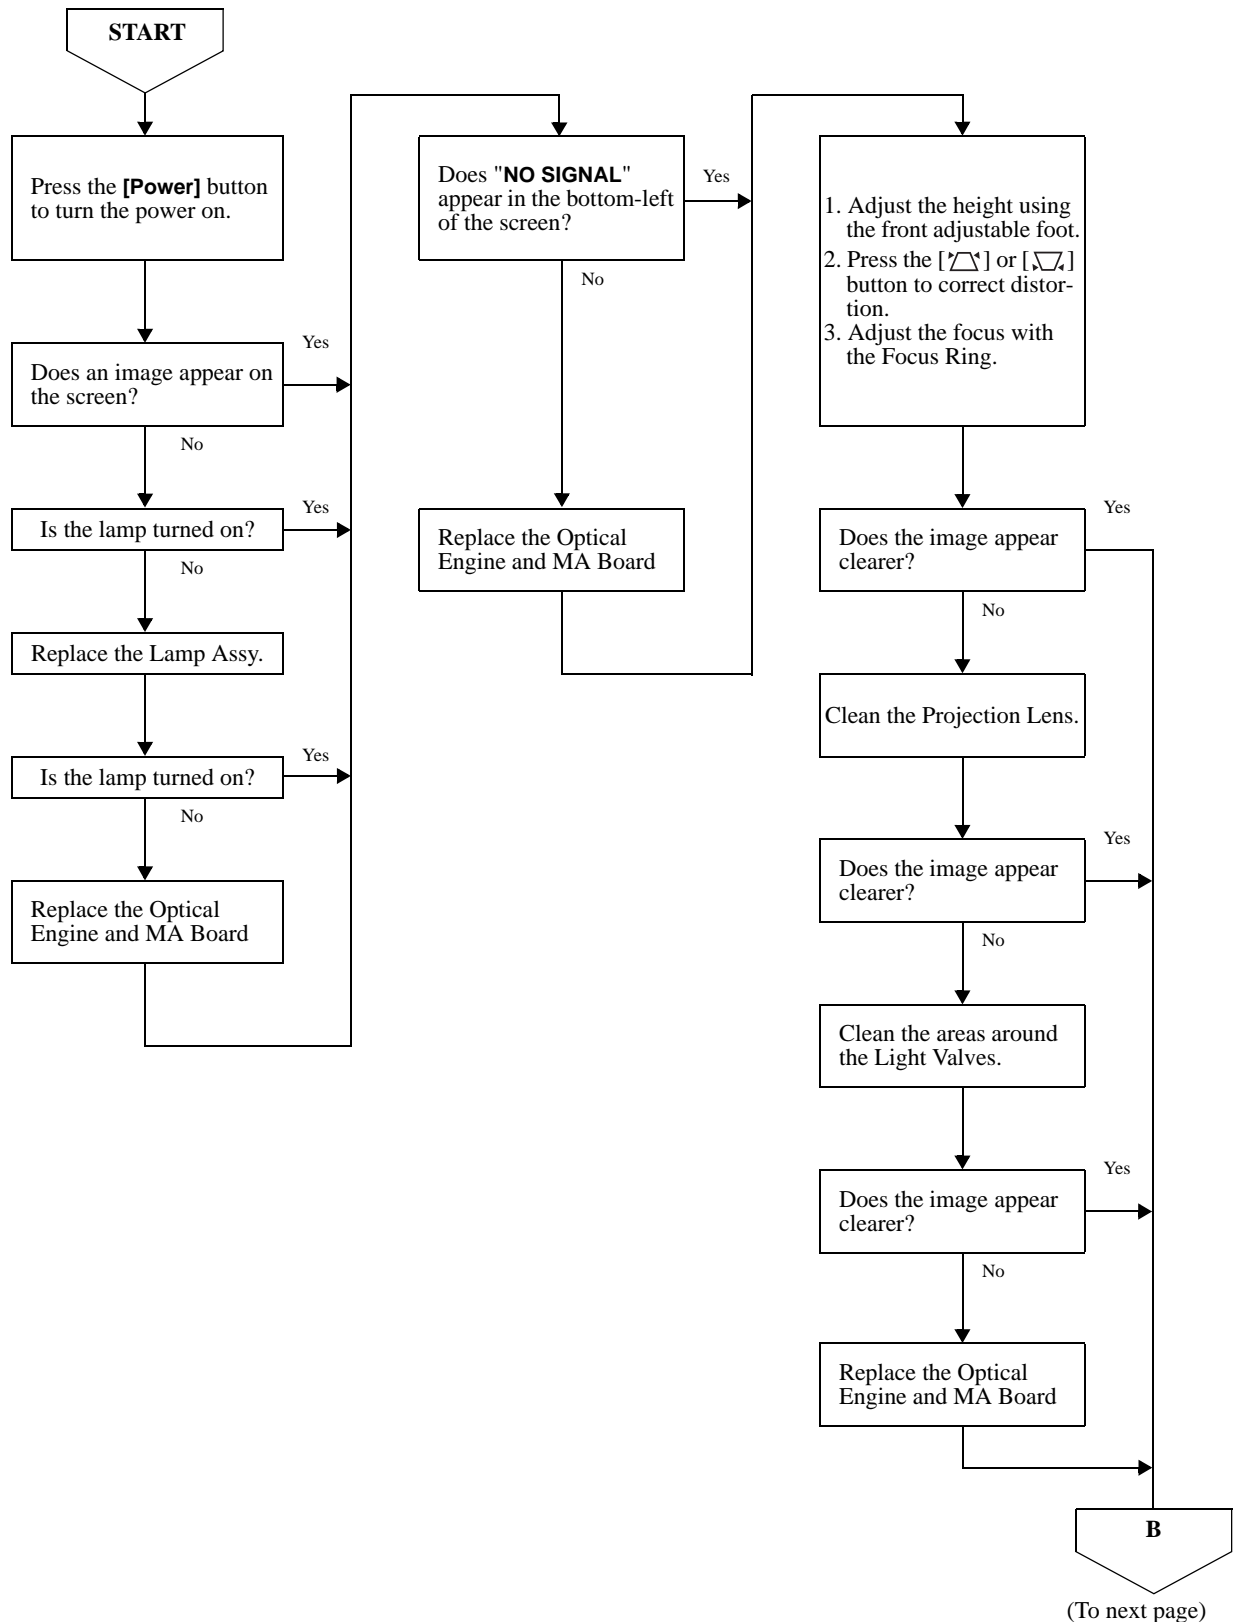 START
Press the [Power] button
to turn the power on.
Does an image appear on
the screen?
Yes
No
Is the lamp turned on?
Yes
No
Replace the Lamp Assy.
Is the lamp turned on?
Yes
No
Replace the Optical
Engine and MA Board
Does "NO SIGNAL"
appear in the bottom-left
of the screen?
Yes
No
Replace the Optical
Engine and MA Board
1. Adjust the height using
the front adjustable foot.
2. Press the [ ] or [ ]
button to correct distor-
tion.
3. Adjust the focus with
the Focus Ring.
Does the image appear
clearer?
Yes
No
Clean the Projection Lens.
Does the image appear
clearer?
Yes
No
Clean the areas around
the Light Valves.
Does the image appear
clearer?
Yes
No
Replace the Optical
Engine and MA Board
B
(To next page)